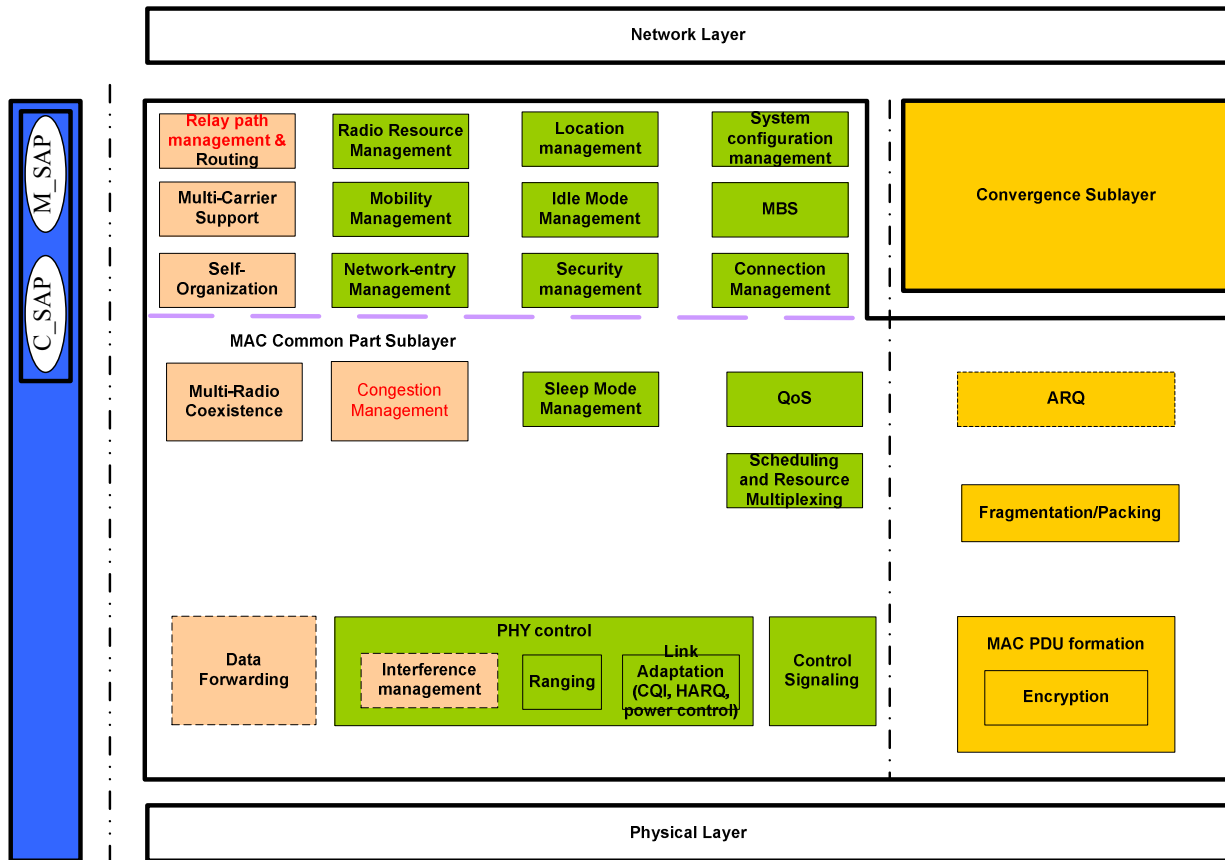 Network Layer
M_SAP
C_SAP
Relay path
management &
Routing
Radio Resource
Management
Location
management
System
configuration
management
Convergence Sublayer
Multi-Carrier
Support
Mobility
Management
Idle Mode
Management
MBS
Self-
Organization
Network-entry
Management
Security
management
Connection
Management
MAC Common Part Sublayer
Multi-Radio
Coexistence
Congestion
Management
Sleep Mode
Management
QoS
ARQ
Scheduling
and Resource
Multiplexing
Fragmentation/Packing
Data
Forwarding
PHY control
Interference
management
Ranging
Link
Adaptation
(CQI, HARQ,
power control)
Control
Signaling
MAC PDU formation
Encryption
Physical Layer